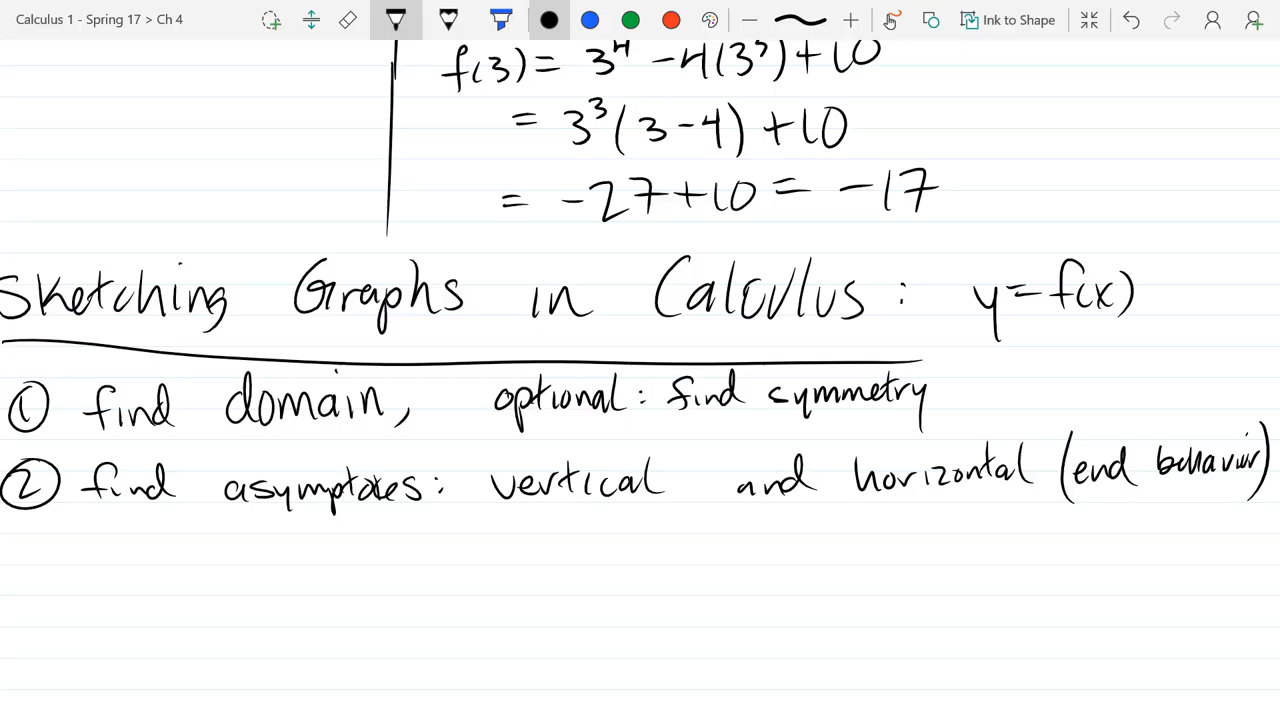 Calculus 1 - Spring 17 > Ch 4
Ink to Shape
f(3) = 3⁴ - 4(3³) + 10
= 3³(3 - 4) + 10
= -27 + 10 = -17
Sketching Graphs in Calculus: y = f(x)
① find domain, optional: find symmetry
② find asymptotes: vertical and horizontal (end behavior)